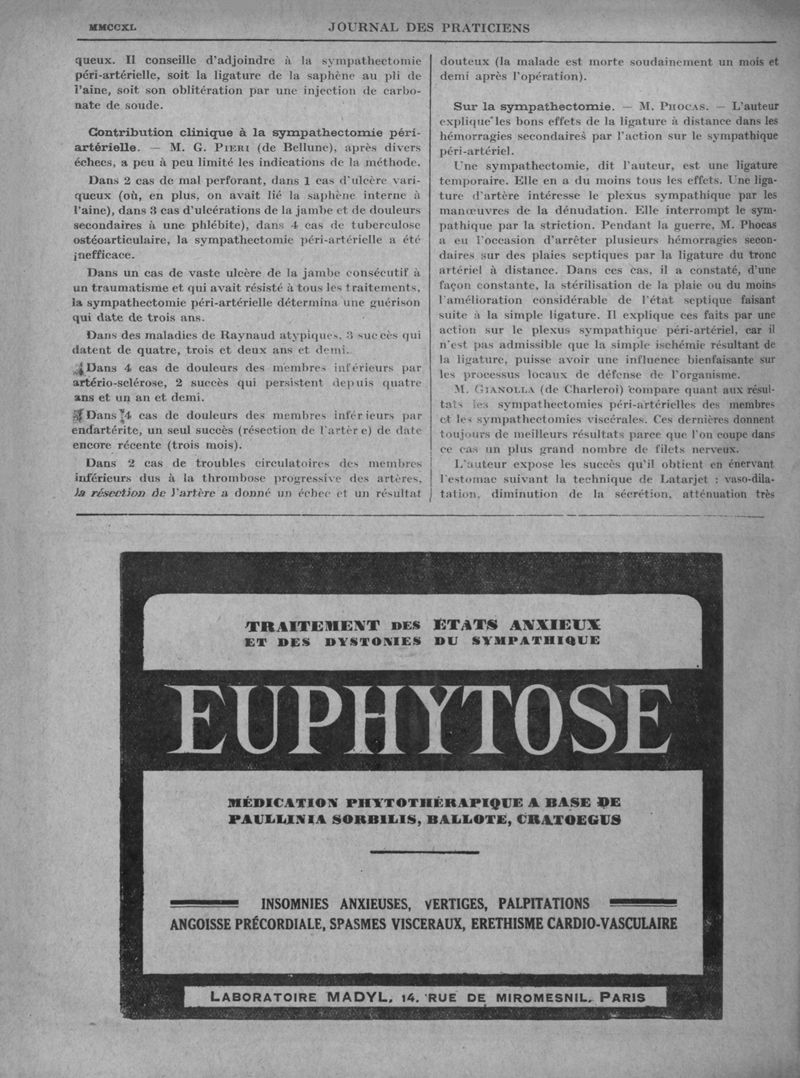 MMCCXL
JOURNAL DES PRATICIENS
queux. Il conseille d'adjoindre à la sympathectomie
péri-artérielle, soit la ligature de la saphène au pli de
l'aine, soit son oblitération par une injection de carbo-
nate de soude.
Contribution clinique à la sympathectomie péri-
artérielle. — M. G. PIERI (de Bellune), après divers
échecs, a peu à peu limité les indications de la méthode.
Dans 2 cas de mal perforant, dans 1 cas d'ulcère vari-
queux (où, en plus, on avait lié la saphène interne à
l'aine), dans 3 cas d'ulcérations de la jambe et de douleurs
secondaires à une phlébite), dans 4 cas de tuberculose
ostéoarticulaire, la sympathectomie péri-artérielle a été
inefficace.
Dans un cas de vaste ulcère de la jambe consécutif à
un traumatisme et qui avait résisté à tous les traitements,
la sympathectomie péri-artérielle détermina une guérison
qui date de trois ans.
Dans des maladies de Raynaud atypiques, 3 succès qui
datent de quatre, trois et deux ans et demi.
Dans 4 cas de douleurs des membres inférieurs par
artério-sclérose, 2 succès qui persistent depuis quatre
ans et un an et demi.
Dans 4 cas de douleurs des membres inférieurs par
endartérite, un seul succès (résection de l'artère) de date
encore récente (trois mois).
Dans 2 cas de troubles circulatoires des membres
inférieurs dus à la thrombose progressive des artères,
la résection de l'artère a donné un échec et un résultat
douteux (la malade est morte soudainement un mois et
demi après l'opération).
Sur la sympathectomie. — M. PHOCAS. — L'auteur
explique les bons effets de la ligature à distance dans les
hémorragies secondaires par l'action sur le sympathique
péri-artériel.
Une sympathectomie, dit l'auteur, est une ligature
temporaire. Elle en a du moins tous les effets. Une liga-
ture d'artère intéresse le plexus sympathique par les
manœuvres de la dénudation. Elle interrompt le sym-
pathique par la striction. Pendant la guerre, M. Phocas
a eu l'occasion d'arrêter plusieurs hémorragies secon-
daires sur des plaies septiques par la ligature du tronc
artériel à distance. Dans ces cas, il a constaté, d'une
façon constante, la stérilisation de la plaie ou du moins
l'amélioration considérable de l'état septique faisant
suite à la simple ligature. Il explique ces faits par une
action sur le plexus sympathique péri-artériel, car il
n'est pas admissible que la simple ischémie résultant de
la ligature, puisse avoir une influence bienfaisante sur
les processus locaux de défense de l'organisme.
M. GIANOLLA (de Charleroi) compare quant aux résul-
tats les sympathectomies péri-artérielles des membres
et les sympathectomies viscérales. Ces dernières donnent
toujours de meilleurs résultats parce que l'on coupe dans
ce cas un plus grand nombre de filets nerveux.
L'auteur expose les succès qu'il obtient en énervant
l'estomac suivant la technique de Latarjet : vaso-dila-
tation, diminution de la sécrétion, atténuation très
TRAITEMENT DES ETATS ANXIEUX
ET DES DYSTONIES DU SYMPATHIQUE
EUPHYTOSE
MÉDICATION PHYTOTHÉRAPIQUE A BASE DE
PAULLINIA SORBILIS, BALLOTE, CRATOEGUS
INSOMNIES ANXIEUSES, VERTIGES, PALPITATIONS
ANGOISSE PRÉCORDIALE, SPASMES VISCERAUX, ERETHISME CARDIO-VASCULAIRE
LABORATOIRE MADYL, 14, RUE DE MIROMESNIL, PARIS